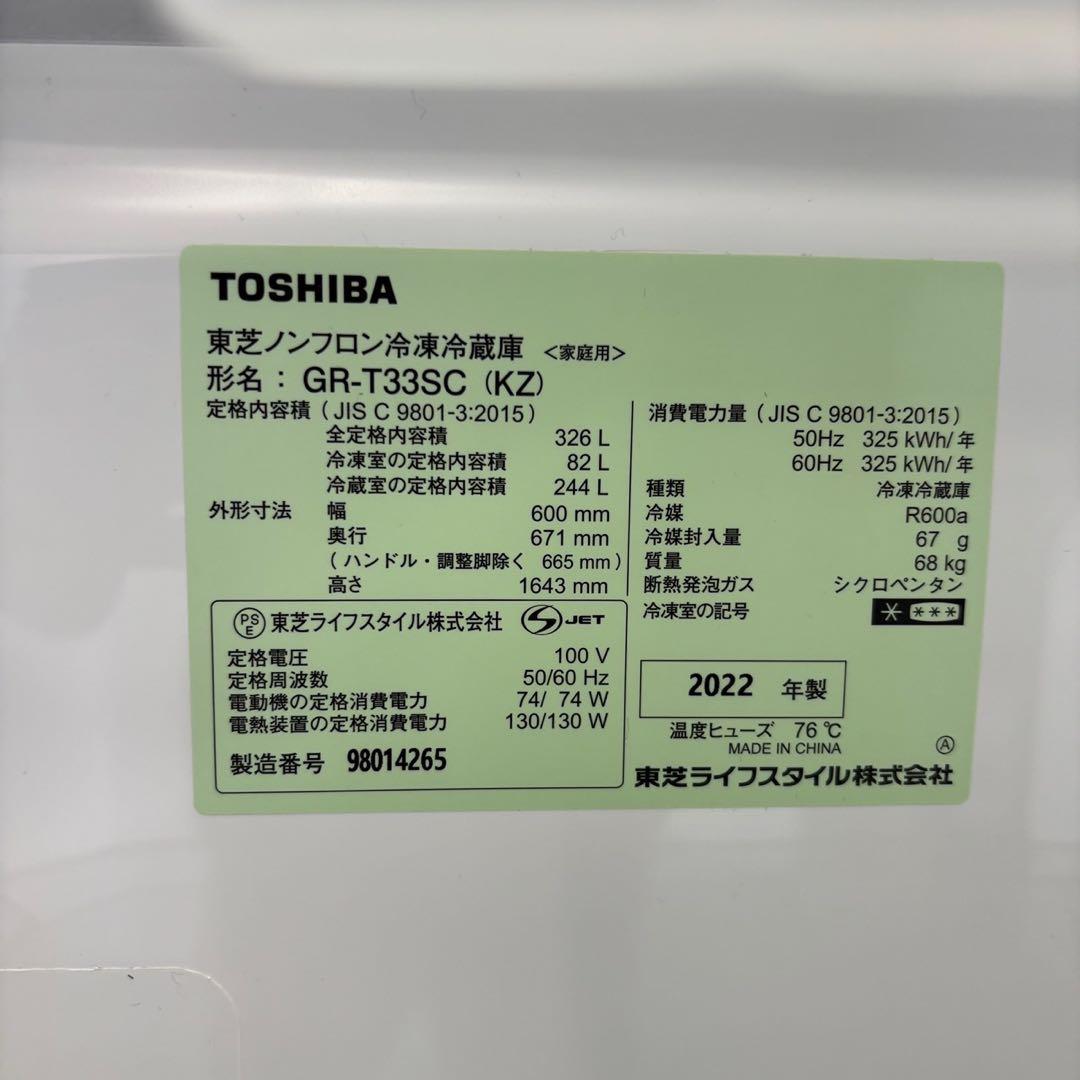 TOSHIBA
東芝ノンフロン冷凍冷蔵庫 <家庭用>
形名： GR-T33SC (KZ)
定格内容積 ( JIS C 9801-3:2015 )
全定格内容積 326 L
冷凍室の定格内容積 82 L
冷蔵室の定格内容積 244 L
外形寸法 幅 600 mm
奥行 671 mm
( ハンドル・調整脚除く 665 mm )
高さ 1643 mm
PSE 東芝ライフスタイル株式会社 S JET
定格電圧 100 V
定格周波数 50/60 Hz
電動機の定格消費電力 74/ 74 W
電熱装置の定格消費電力 130/130 W
製造番号 98014265
消費電力量 ( JIS C 9801-3:2015 )
50Hz 325 kWh/年
60Hz 325 kWh/年
種類 冷凍冷蔵庫
冷媒 R600a
冷媒封入量 67 g
質量 68 kg
断熱発泡ガス シクロペンタン
冷凍室の記号 * ***
2022 年製
温度ヒューズ 76 ℃
MADE IN CHINA Ⓐ
東芝ライフスタイル株式会社